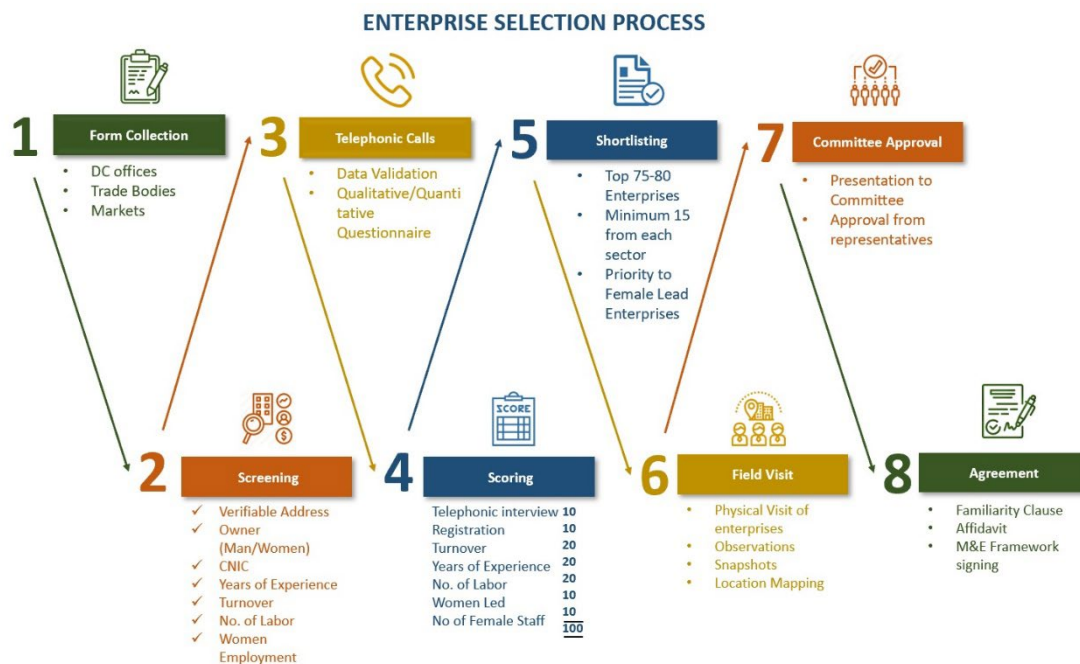 ENTERPRISE SELECTION PROCESS
1
Form Collection
• DC offices
• Trade Bodies
• Markets
2
Screening
✓ Verifiable Address
✓ Owner
(Man/Women)
✓ CNIC
✓ Years of Experience
✓ Turnover
✓ No. of Labor
✓ Women
Employment
3
Telephonic Calls
• Data Validation
• Qualitative/Quanti
tative
Questionnaire
4
SCORE
Scoring
Telephonic interview 10
Registration 10
Turnover 20
Years of Experience 20
No. of Labor 20
Women Led 10
No of Female Staff 10
100
5
Shortlisting
• Top 75-80
Enterprises
• Minimum 15
from each
sector
• Priority to
Female Lead
Enterprises
6
Field Visit
• Physical Visit of
enterprises
• Observations
• Snapshots
• Location Mapping
7
Committee Approval
• Presentation to
Committee
• Approval from
representatives
8
Agreement
• Familiarity Clause
• Affidavit
• M&E Framework
signing